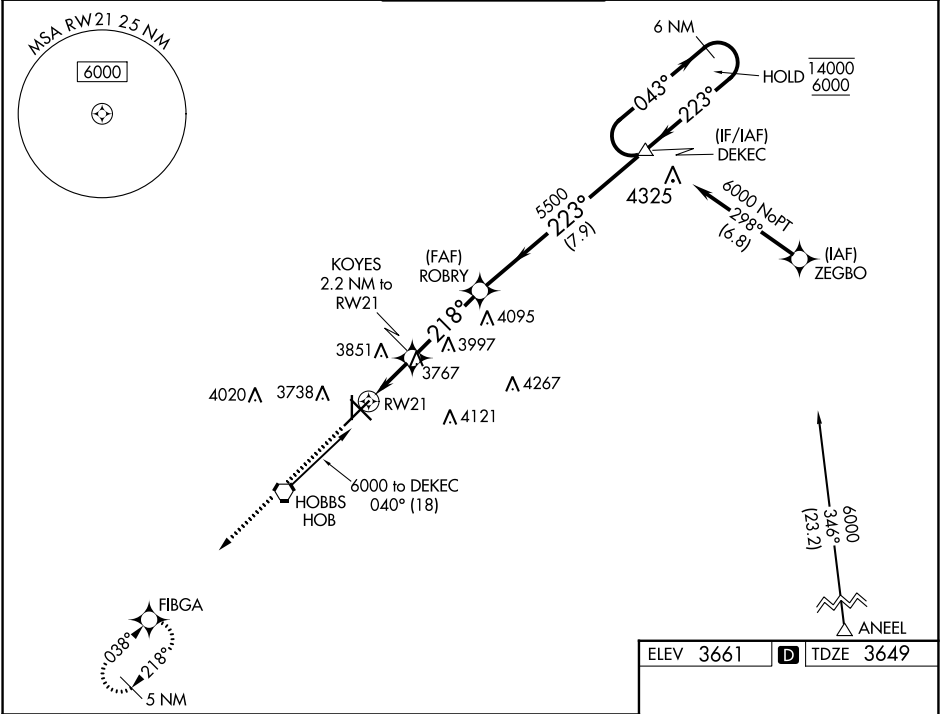 MSA RW21 25 NM
6000
6 NM
HOLD 14000
6000
043°
223°
(IF/IAF)
DEKEC
4325
6000 NoPT
298°
(6.8)
(IAF)
ZEGBO
5500
223°
(7.9)
(FAF)
ROBRY
KOYES
2.2 NM to
RW21
218°
4095
3997
3851
3767
4020
3738
4267
RW21
4121
6000 to DEKEC
040° (18)
HOBBS
HOB
6000
346°
(23.2)
FIBGA
038°
218°
5 NM
ANEEL
ELEV 3661 D TDZE 3649